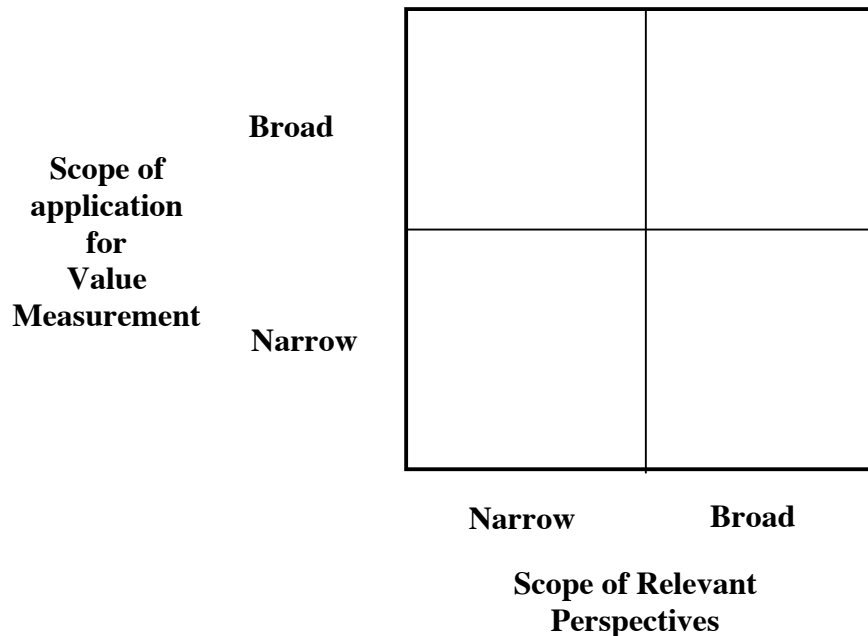 Broad
Scope of
application
for
Value
Measurement
Narrow
Narrow
Broad
Scope of Relevant
Perspectives